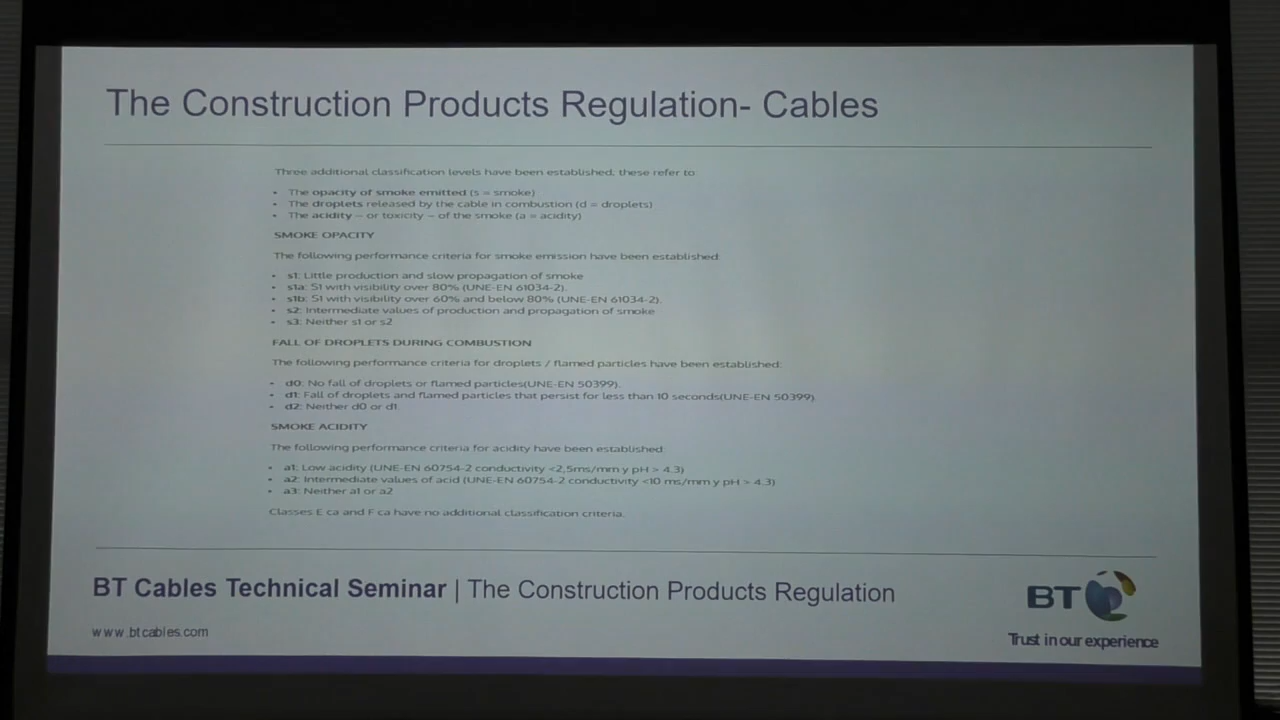 The Construction Products Regulation- Cables
Three additional classification levels have been established, these refer to
• The opacity of smoke emitted (s = smoke)
• The droplets released by the cable in combustion (d = droplets)
• The acidity – or toxicity – of the smoke (a = acidity)
SMOKE OPACITY
The following performance criteria for smoke emission have been established:
• s1: Little production and slow propagation of smoke
• s1a: S1 with visibility over 80% (UNE-EN 61034-2).
• s1b: S1 with visibility over 60% and below 80% (UNE-EN 61034-2).
• s2: Intermediate values of production and propagation of smoke
• s3: Neither s1 or s2
FALL OF DROPLETS DURING COMBUSTION
The following performance criteria for droplets / flamed particles have been established:
• d0: No fall of droplets or flamed particles(UNE-EN 50399).
• d1: Fall of droplets and flamed particles that persist for less than 10 seconds(UNE-EN 50399).
• d2: Neither d0 or d1
SMOKE ACIDITY
The following performance criteria for acidity have been established:
• a1: Low acidity (UNE-EN 60754-2 conductivity <2,5ms/mm y pH > 4.3)
• a2: Intermediate values of acid (UNE-EN 60754-2 conductivity <10 ms/mm y pH > 4.3)
• a3: Neither a1 or a2
Classes E ca and F ca have no additional classification criteria.
BT Cables Technical Seminar | The Construction Products Regulation
www.btcables.com
BT
Trust in our experience